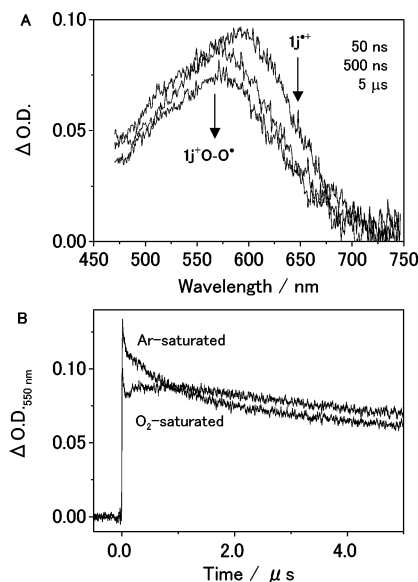 A
0.10
0.05
0.00
Δ O.D.
1j•+
50 ns
500 ns
5 μs
1j+O-O•
450 500 550 600 650 700 750
Wavelength / nm
B
0.10
0.05
0.00
Δ O.D.550 nm
Ar-saturated
O2-saturated
0.0 2.0 4.0
Time / μs